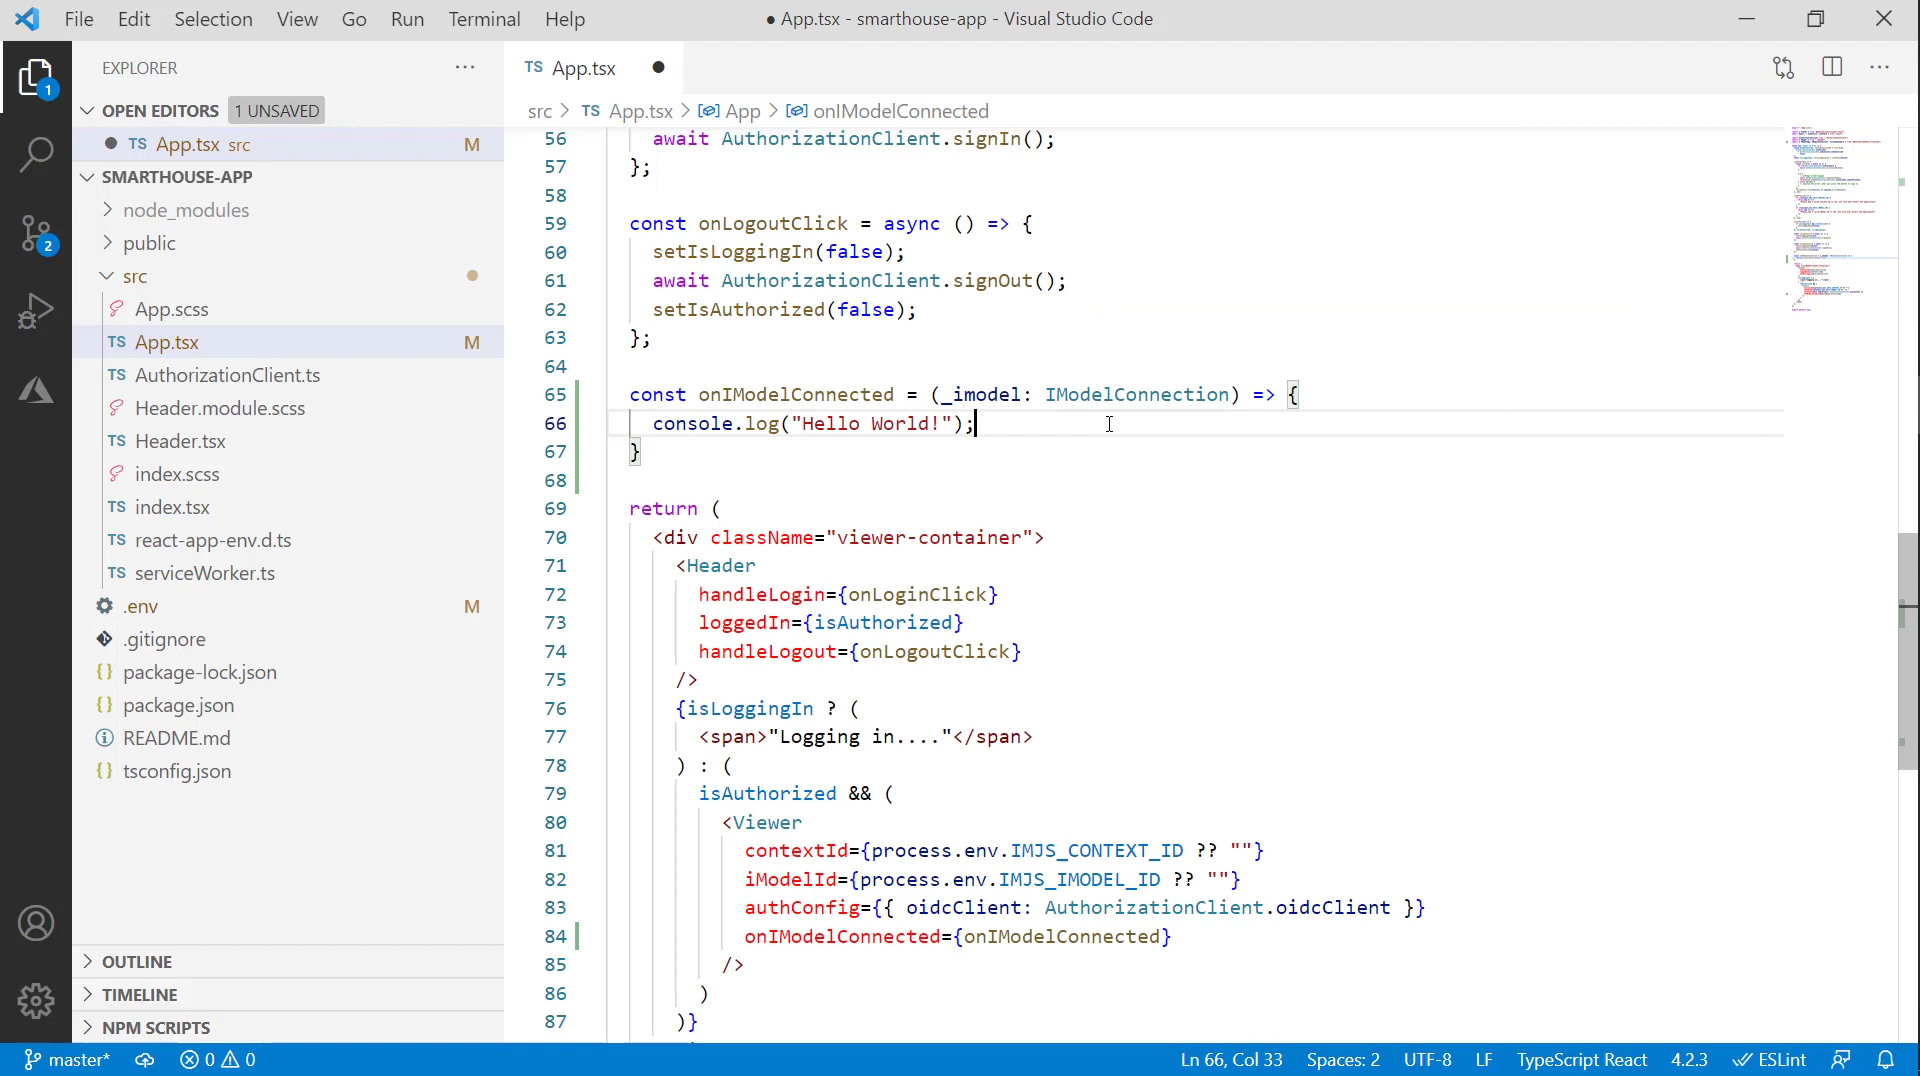 File Edit Selection View Go Run Terminal Help
● App.tsx - smarthouse-app - Visual Studio Code
EXPLORER
OPEN EDITORS 1 UNSAVED
TS App.tsx src M
SMARTHOUSE-APP
node_modules
public
src
App.scss
TS App.tsx M
TS AuthorizationClient.ts
Header.module.scss
TS Header.tsx
index.scss
TS index.tsx
TS react-app-env.d.ts
TS serviceWorker.ts
.env M
.gitignore
{} package-lock.json
{} package.json
README.md
{} tsconfig.json
OUTLINE
TIMELINE
NPM SCRIPTS
1
2
TS App.tsx ●
src > TS App.tsx > App > onIModelConnected
56 await AuthorizationClient.signIn();
57 };
58
59 const onLogoutClick = async () => {
60 setIsLoggingIn(false);
61 await AuthorizationClient.signOut();
62 setIsAuthorized(false);
63 };
64
65 const onIModelConnected = (_imodel: IModelConnection) => {
66 console.log("Hello World!");
67 }
68
69 return (
70 <div className="viewer-container">
71 <Header
72 handleLogin={onLoginClick}
73 loggedIn={isAuthorized}
74 handleLogout={onLogoutClick}
75 />
76 {isLoggingIn ? (
77 <span>"Logging in...."</span>
78 ) : (
79 isAuthorized && (
80 <Viewer
81 contextId={process.env.IMJS_CONTEXT_ID ?? ""}
82 iModelId={process.env.IMJS_IMODEL_ID ?? ""}
83 authConfig={{ oidcClient: AuthorizationClient.oidcClient }}
84 onIModelConnected={onIModelConnected}
85 />
86 )
87 )}
master* 0 0 Ln 66, Col 33 Spaces: 2 UTF-8 LF TypeScript React 4.2.3 ESLint